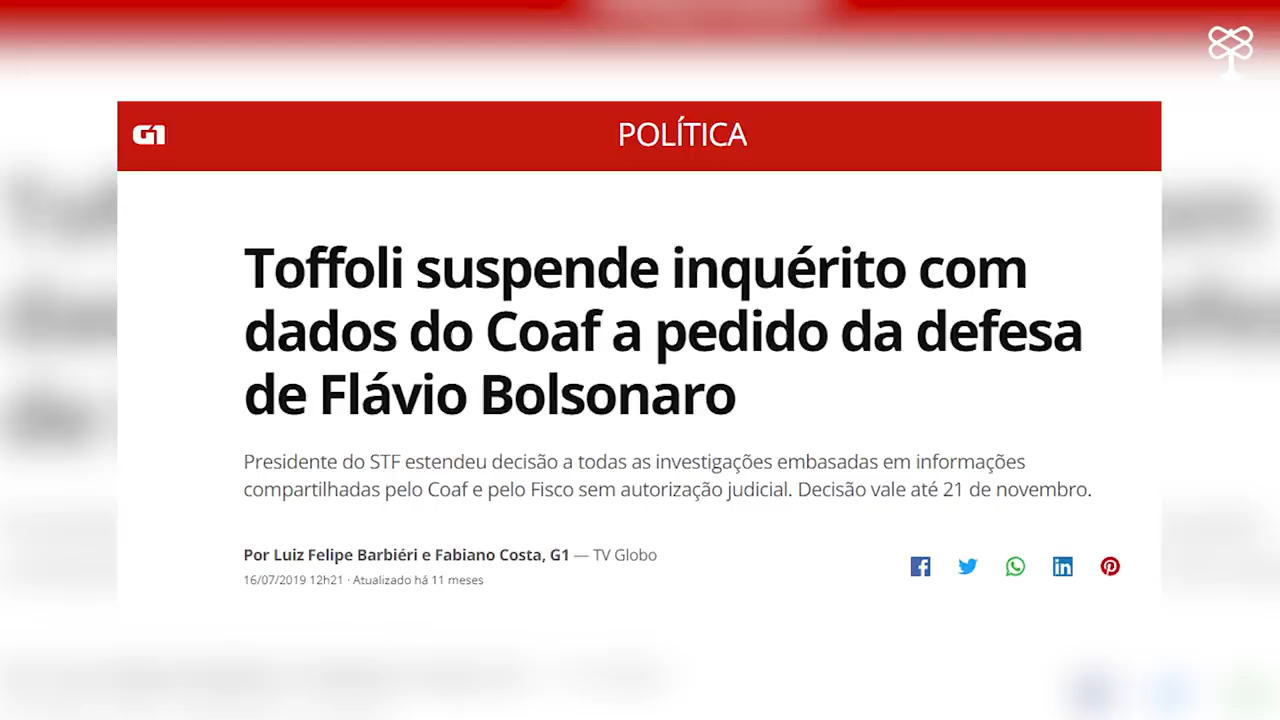 G1
POLÍTICA
Toffoli suspende inquérito com
dados do Coaf a pedido da defesa
de Flávio Bolsonaro
Presidente do STF estendeu decisão a todas as investigações embasadas em informações
compartilhadas pelo Coaf e pelo Fisco sem autorização judicial. Decisão vale até 21 de novembro.
Por Luiz Felipe Barbiéri e Fabiano Costa, G1 — TV Globo
16/07/2019 12h21 · Atualizado há 11 meses